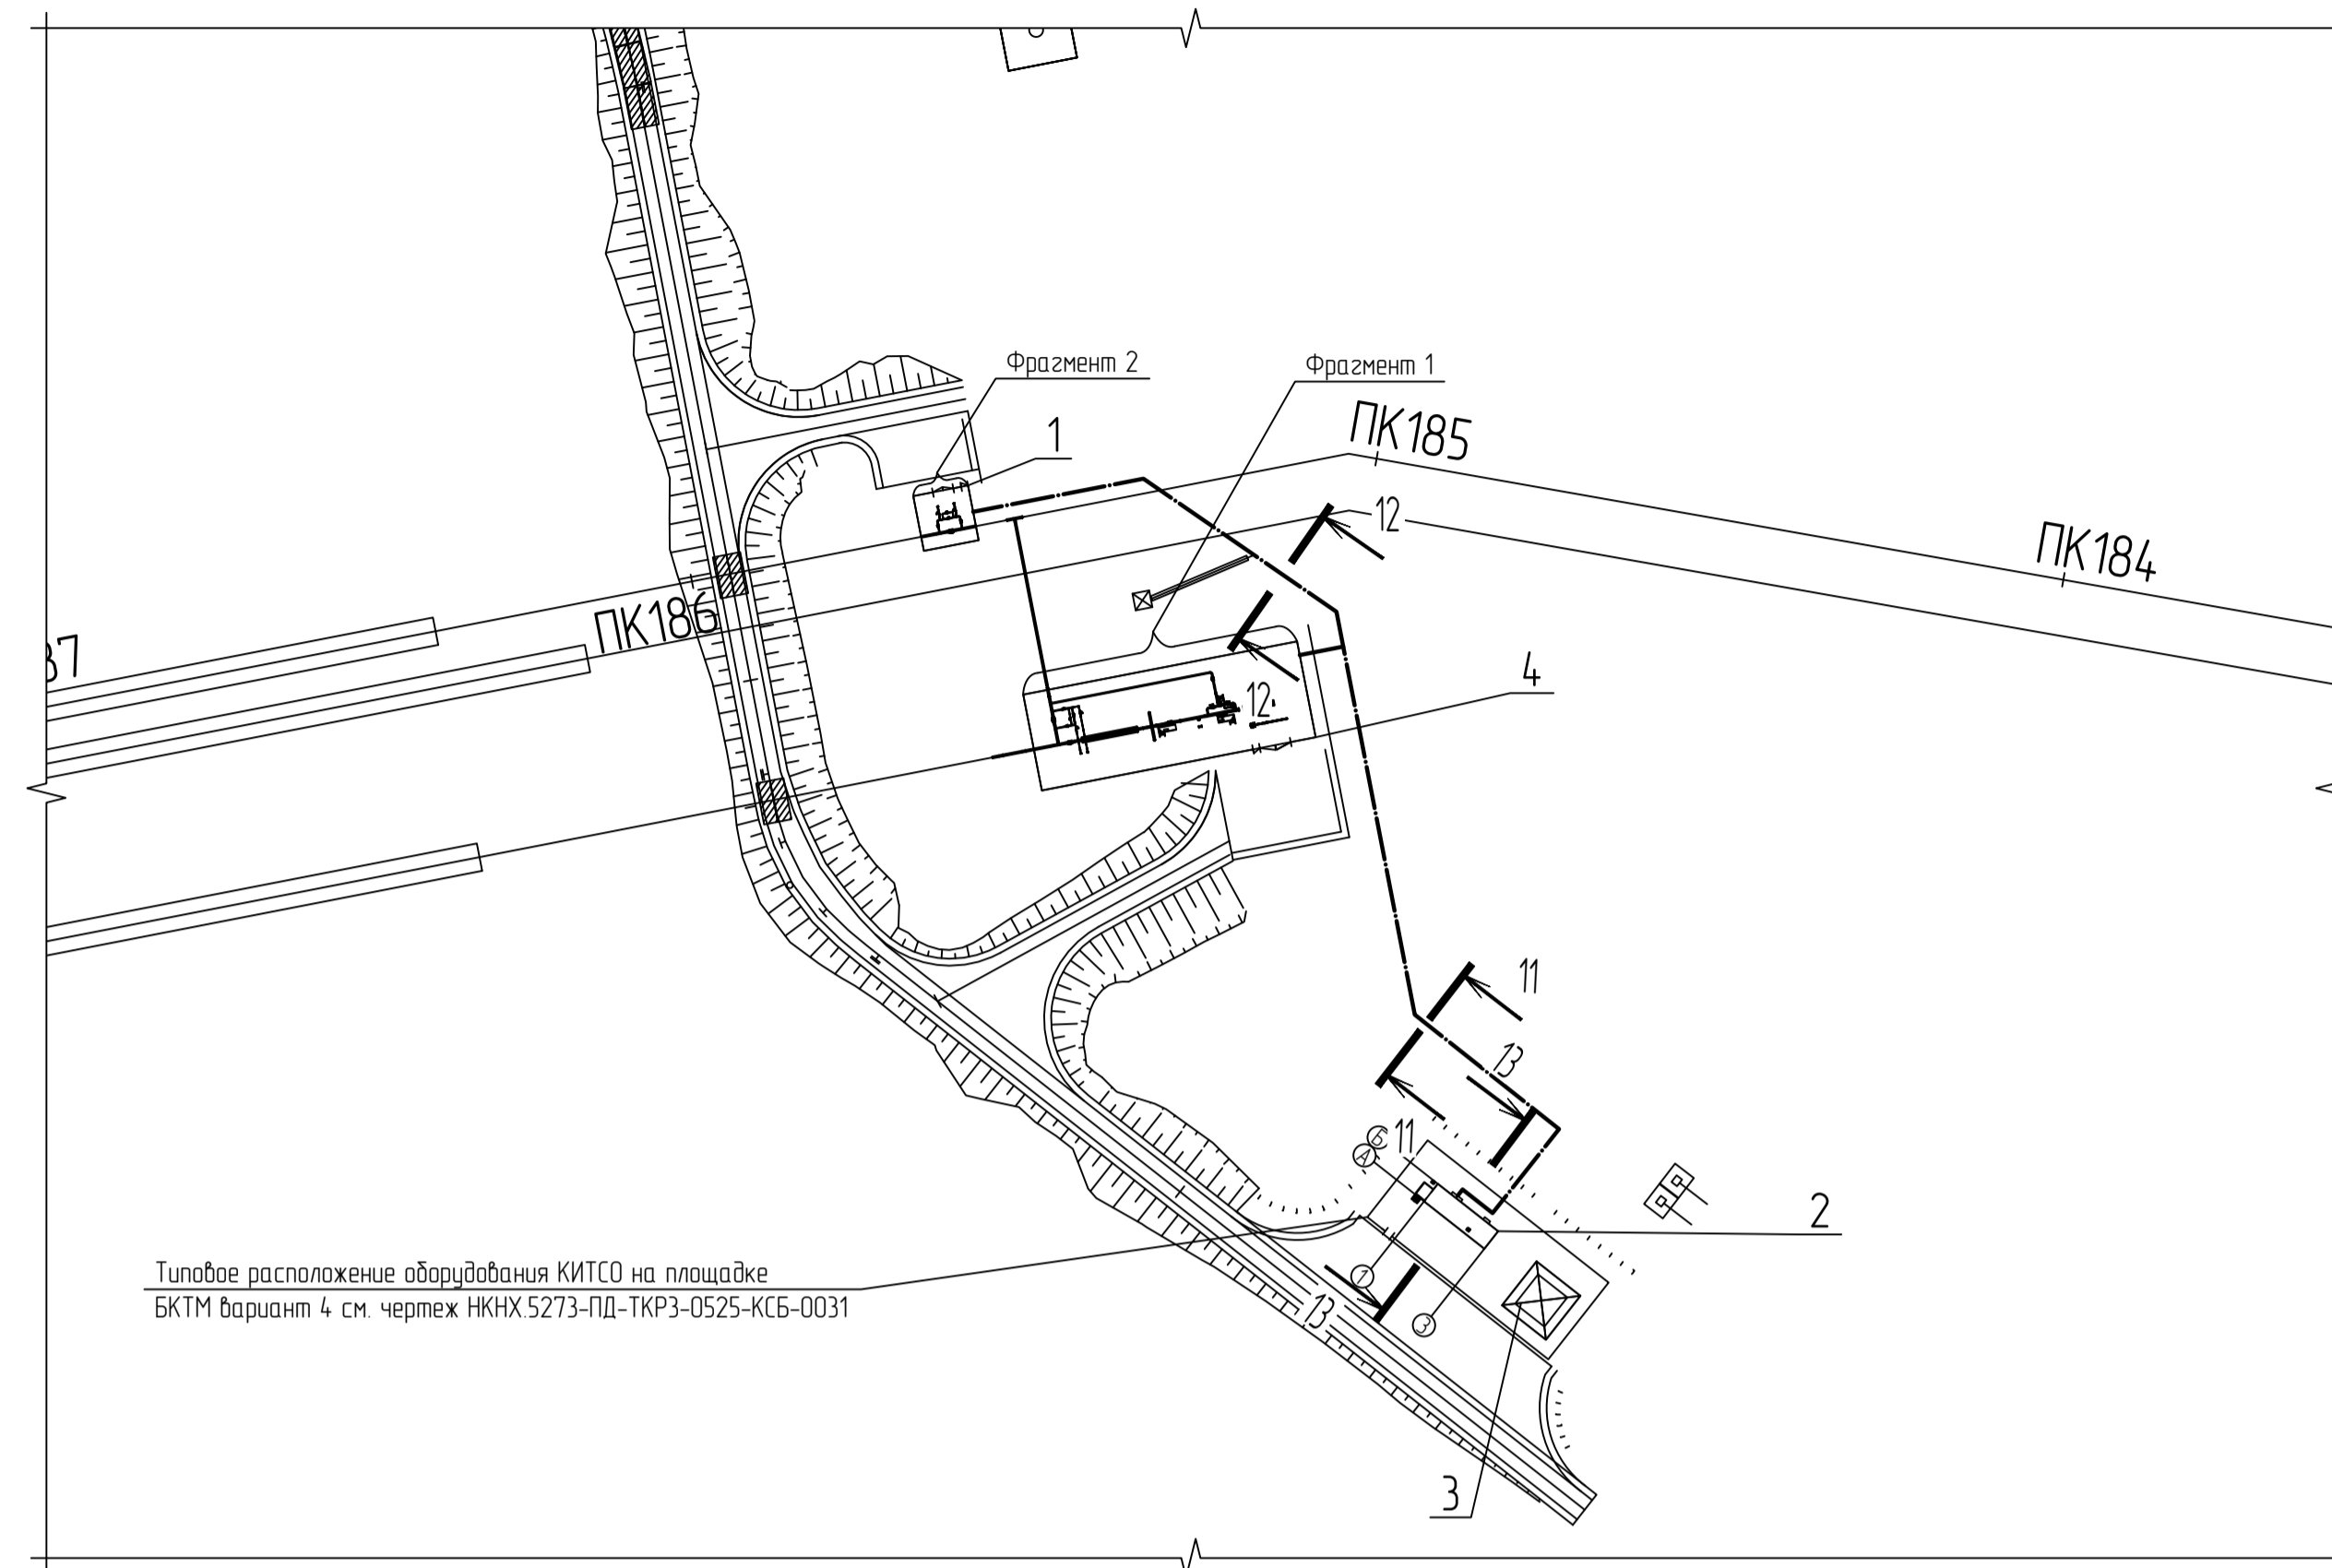 Фрагмент 2
Фрагмент 1
1
ПК185
12
ПК184
ПК186
87
4
12
11
13
Б
11
А
2
1
3
13
Типовое расположение оборудования КИТСО на площадке
БКТМ вариант 4 см. чертеж НКНХ.5273-ПД-ТКР3-0525-КСБ-0031
3